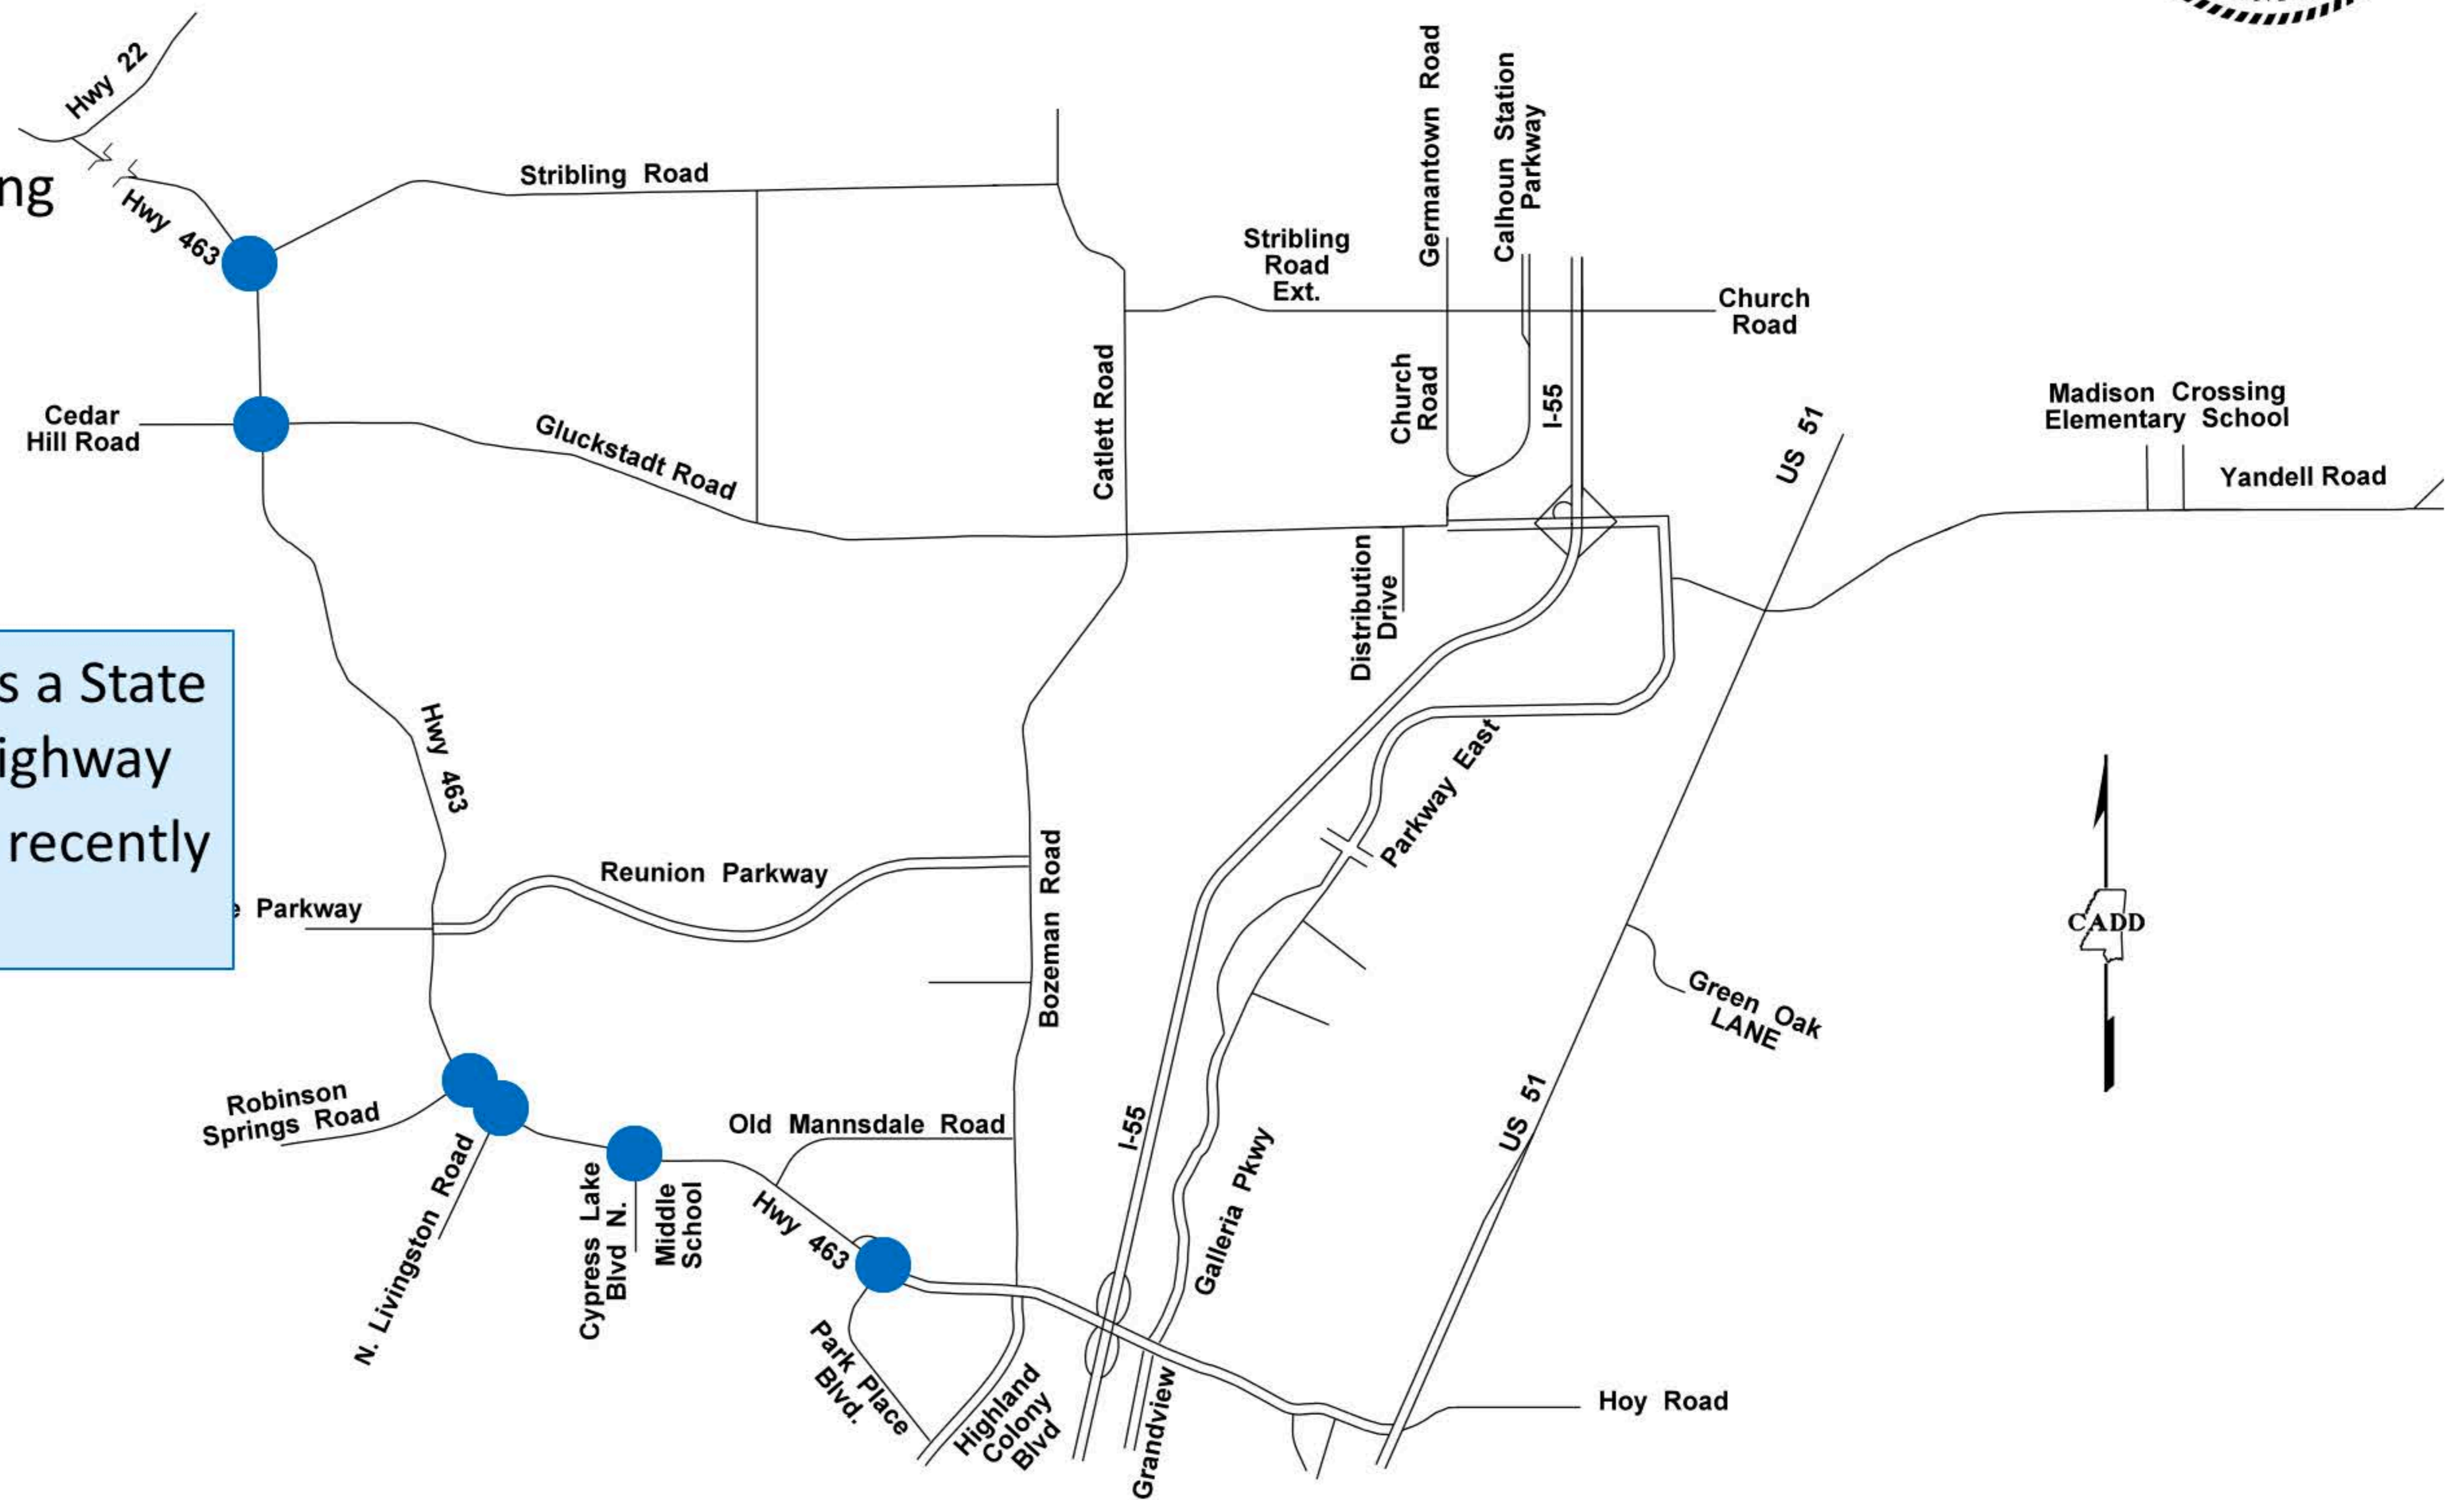 Hwy 22
ng
Hwy 463
Stribling Road
Germantown Road
Calhoun Station
Parkway
Stribling
Road
Ext.
Church
Road
Cedar
Hill Road
Gluckstadt Road
Catlett Road
Church
Road
I-55
US 51
Madison Crossing
Elementary School
Yandell Road
Distribution
Drive
s a State
ighway
recently
Hwy 463
Parkway East
Reunion Parkway
Parkway
Bozeman Road
CADD
Green Oak
LANE
Robinson
Springs Road
Old Mannsdale Road
I-55
US 51
N. Livingston Road
Cypress Lake
Blvd N.
Middle
School
Hwy 463
Galleria Pkwy
Park Place
Blvd.
Highland
Colony
Blvd
Grandview
Hoy Road